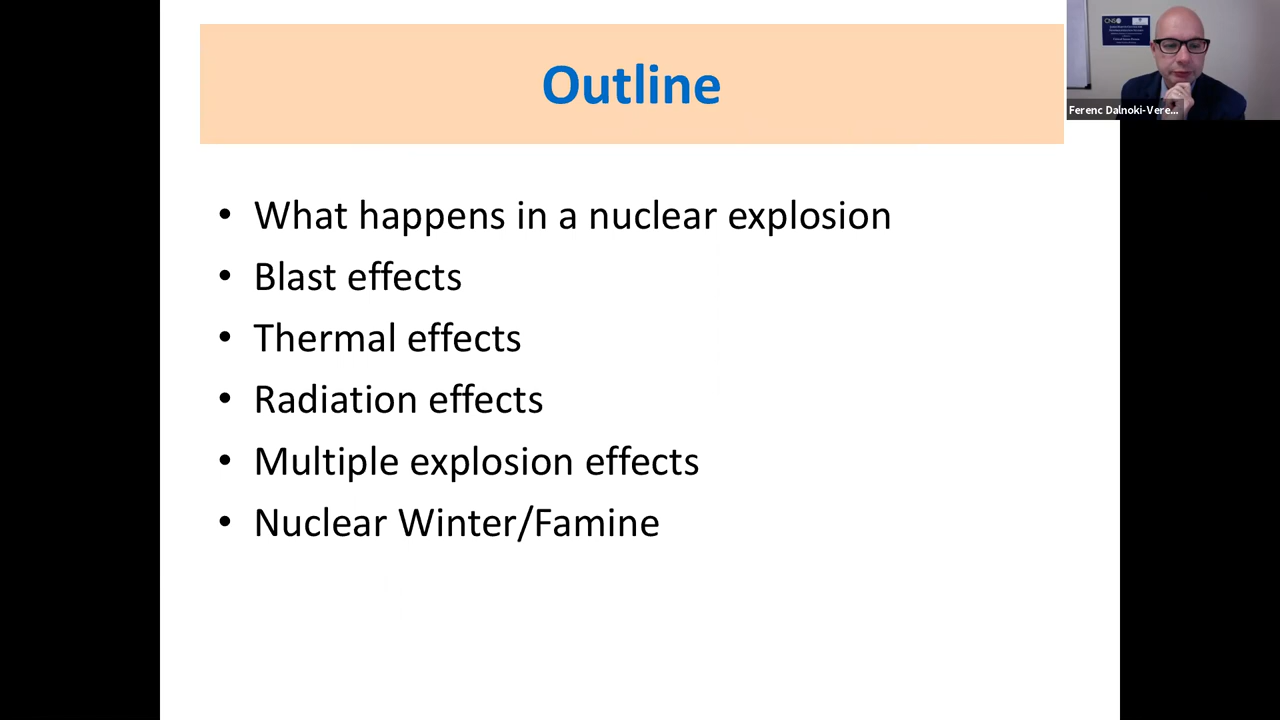 Outline
• What happens in a nuclear explosion
• Blast effects
• Thermal effects
• Radiation effects
• Multiple explosion effects
• Nuclear Winter/Famine
CNS
Ferenc Dalnoki-Vere...